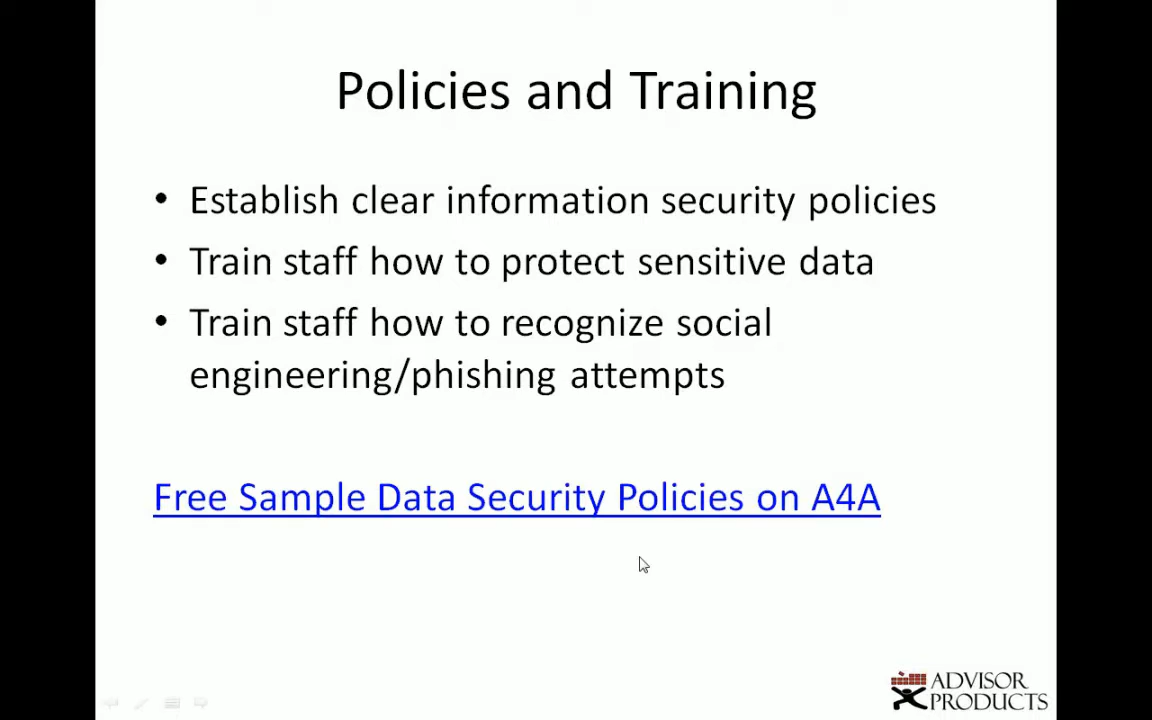 Policies and Training
• Establish clear information security policies
• Train staff how to protect sensitive data
• Train staff how to recognize social
engineering/phishing attempts
Free Sample Data Security Policies on A4A
ADVISOR
PRODUCTS